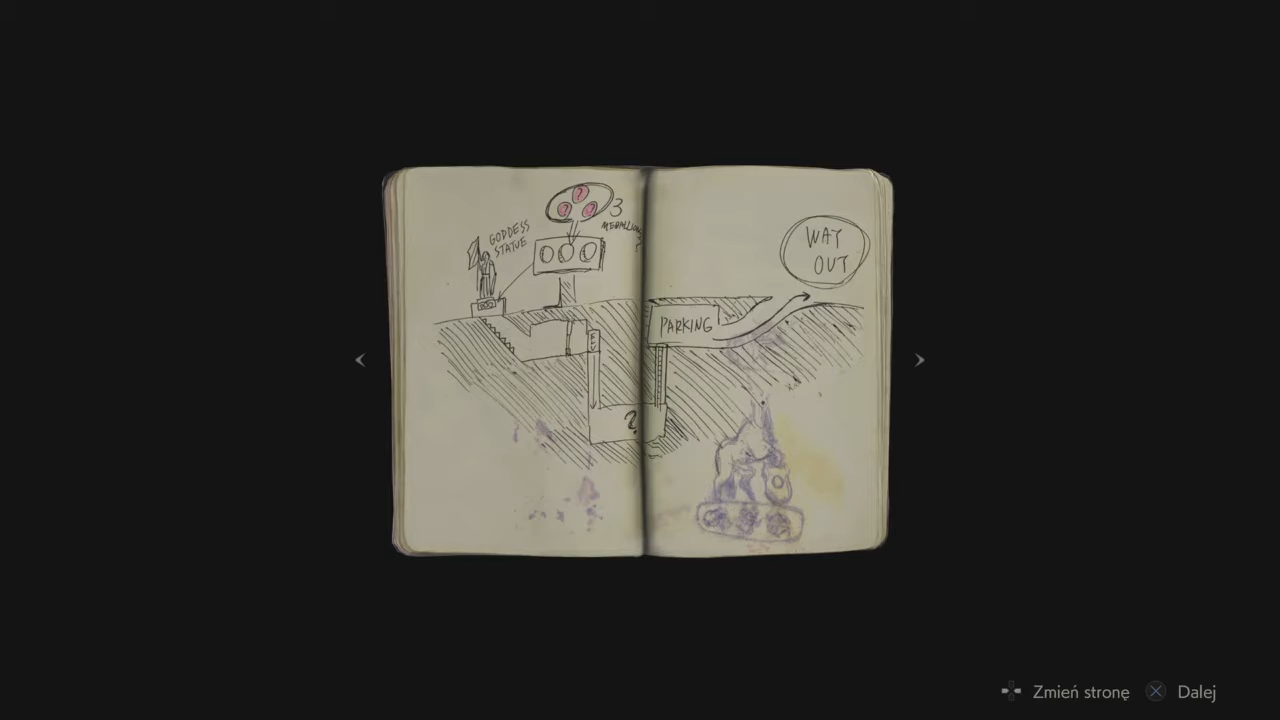 ?
? ?
3
MEDALLIONS
?
GODDESS
STATUE
WAY
OUT
PARKING
?
Zmień stronę
Dalej